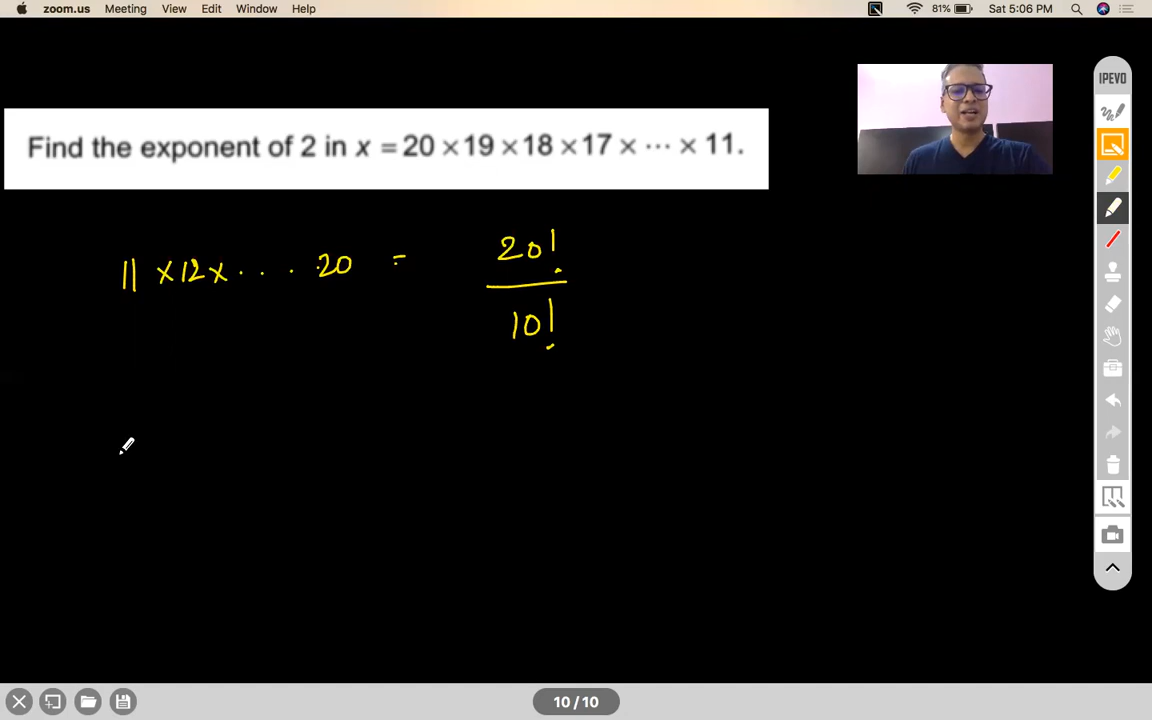 zoom.us Meeting View Edit Window Help 81% Sat 5:06 PM
IPEVO
Find the exponent of 2 in x = 20 × 19 × 18 × 17 × ⋯ × 11.
11 × 12 × . . . . 20 = 20! / 10!
10 / 10